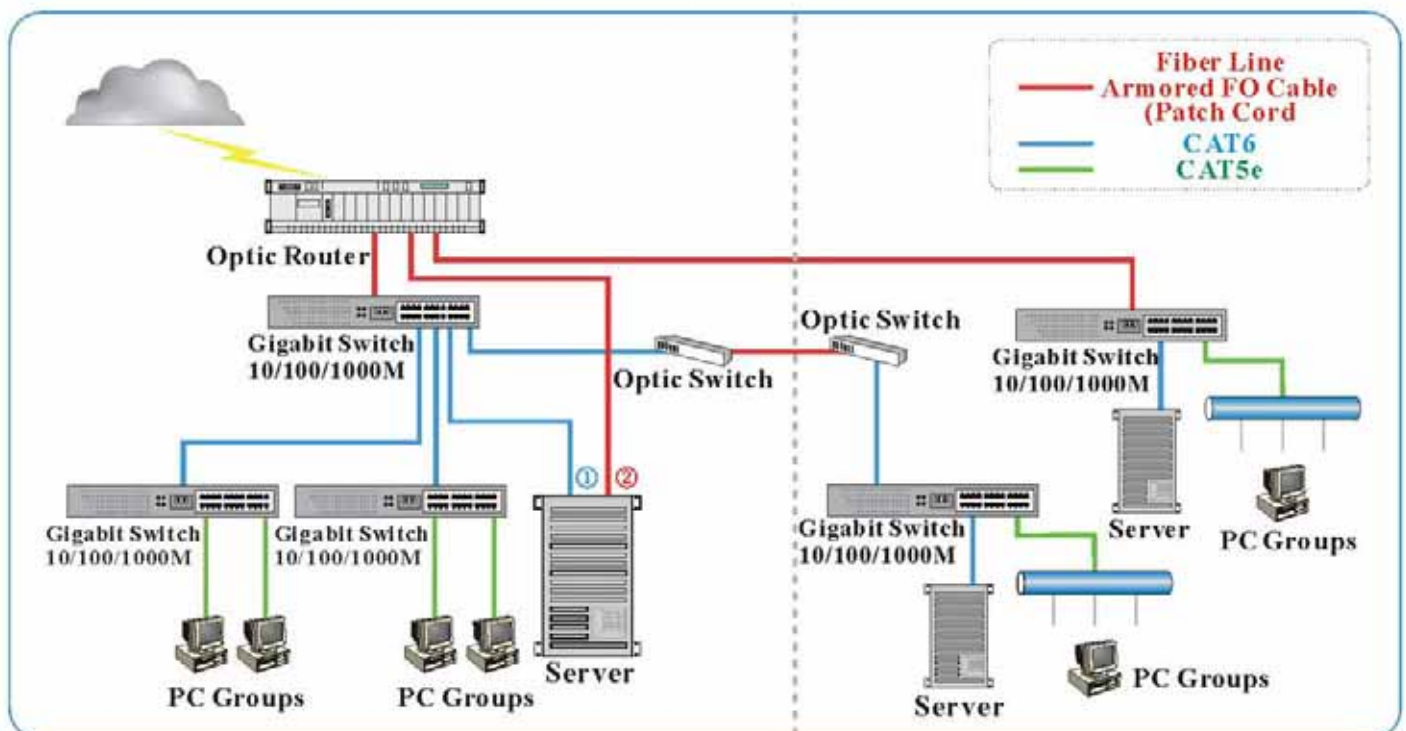 Fiber Line
Armored FO Cable
(Patch Cord
CAT6
CAT5e
Optic Router
Gigabit Switch
10/100/1000M
Optic Switch
Optic Switch
Gigabit Switch
10/100/1000M
① ②
Gigabit Switch
10/100/1000M
Gigabit Switch
10/100/1000M
Gigabit Switch
10/100/1000M
Server
PC Groups
PC Groups
PC Groups
Server
Server
PC Groups